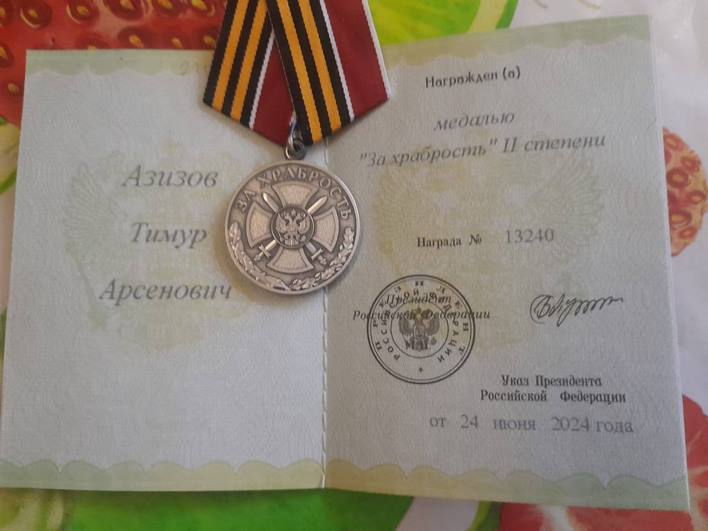 Азизов
Тимур
Арсенович
ЗА ХРАБРОСТЬ
Награжден (а)
медалью
"За храбрость" II степени
Награда № 13240
Президент
Российской Федерации
М.П.
Указ Президента
Российской Федерации
от 24 июня 2024 года